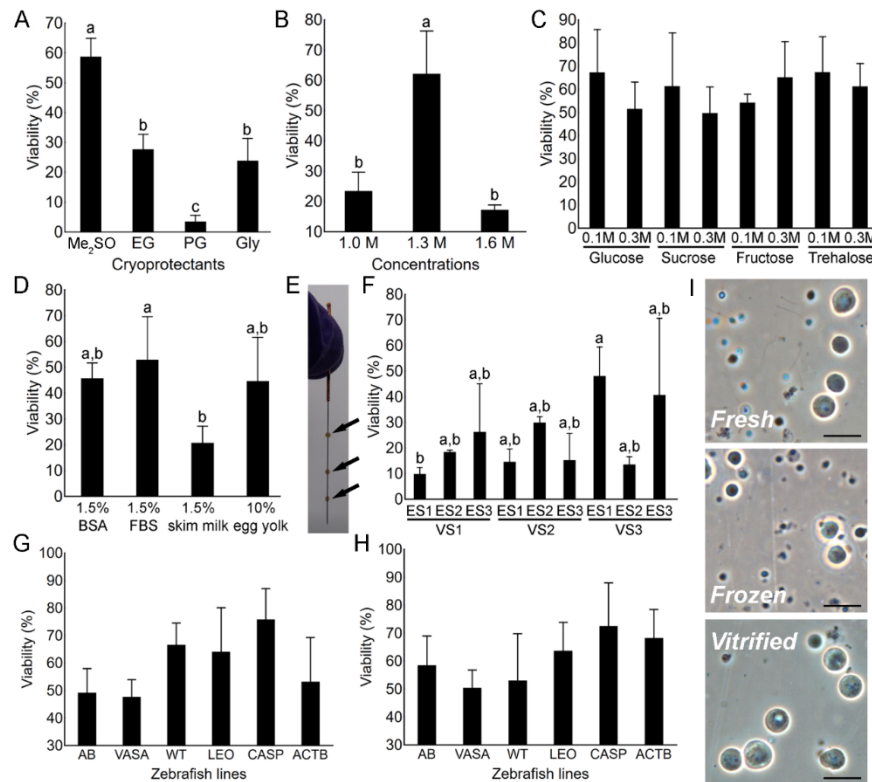 A
Viability (%)
70
60
50
40
30
20
10
0
a
b
c
b
Me₂SO EG PG Gly
Cryoprotectants
B
Viability (%)
80
70
60
50
40
30
20
10
b
a
b
1.0 M 1.3 M 1.6 M
Concentrations
C
Viability (%)
90
80
70
60
50
40
30
20
10
0
0.1M 0.3M 0.1M 0.3M 0.1M 0.3M 0.1M 0.3M
Glucose Sucrose Fructose Trehalose
D
Viability (%)
80
70
60
50
40
30
20
10
0
a,b
a
b
a,b
1.5% 1.5% 1.5% 10%
BSA FBS skim milk egg yolk
E
F
Viability (%)
80
70
60
50
40
30
20
10
0
b
a,b
a,b
a,b
a,b
a,b
a
a,b
a,b
ES1 ES2 ES3 ES1 ES2 ES3 ES1 ES2 ES3
VS1 VS2 VS3
G
Viability (%)
100
90
80
70
60
50
40
30
AB VASA WT LEO CASP ACTB
Zebrafish lines
H
Viability (%)
100
90
80
70
60
50
40
30
AB VASA WT LEO CASP ACTB
Zebrafish lines
I
Fresh
Frozen
Vitrified